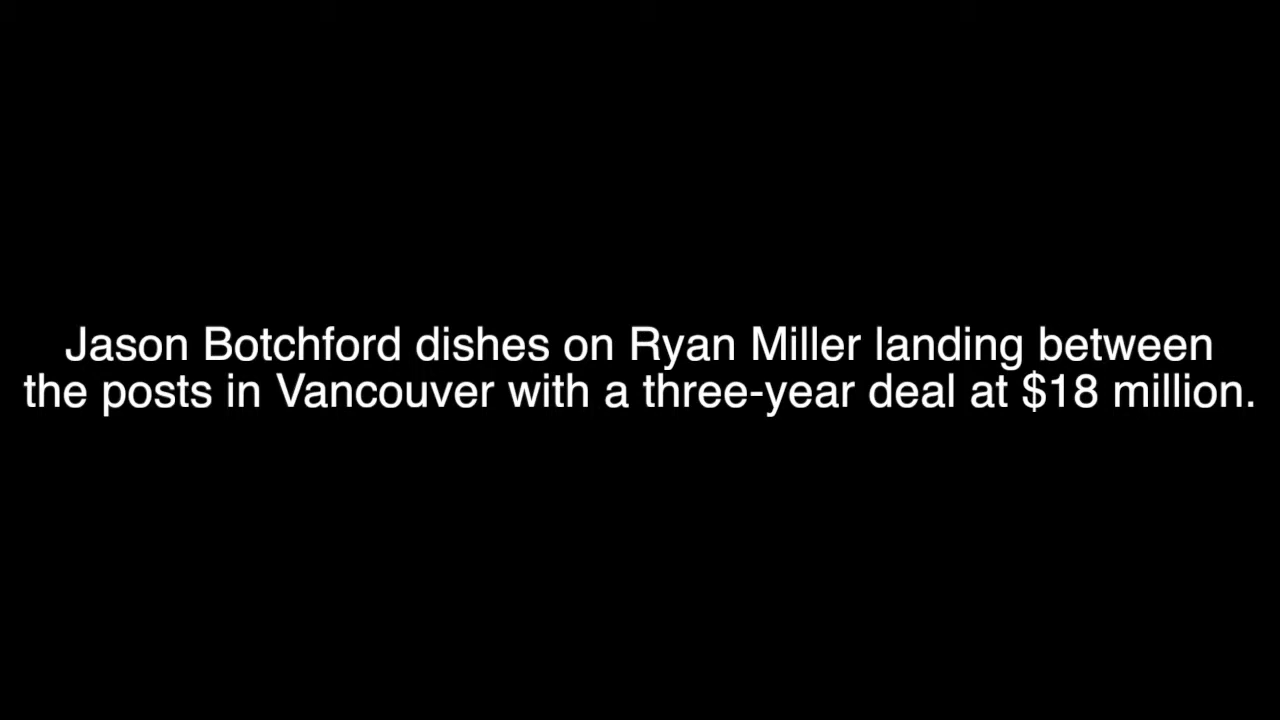 Jason Botchford dishes on Ryan Miller landing between
the posts in Vancouver with a three-year deal at $18 million.